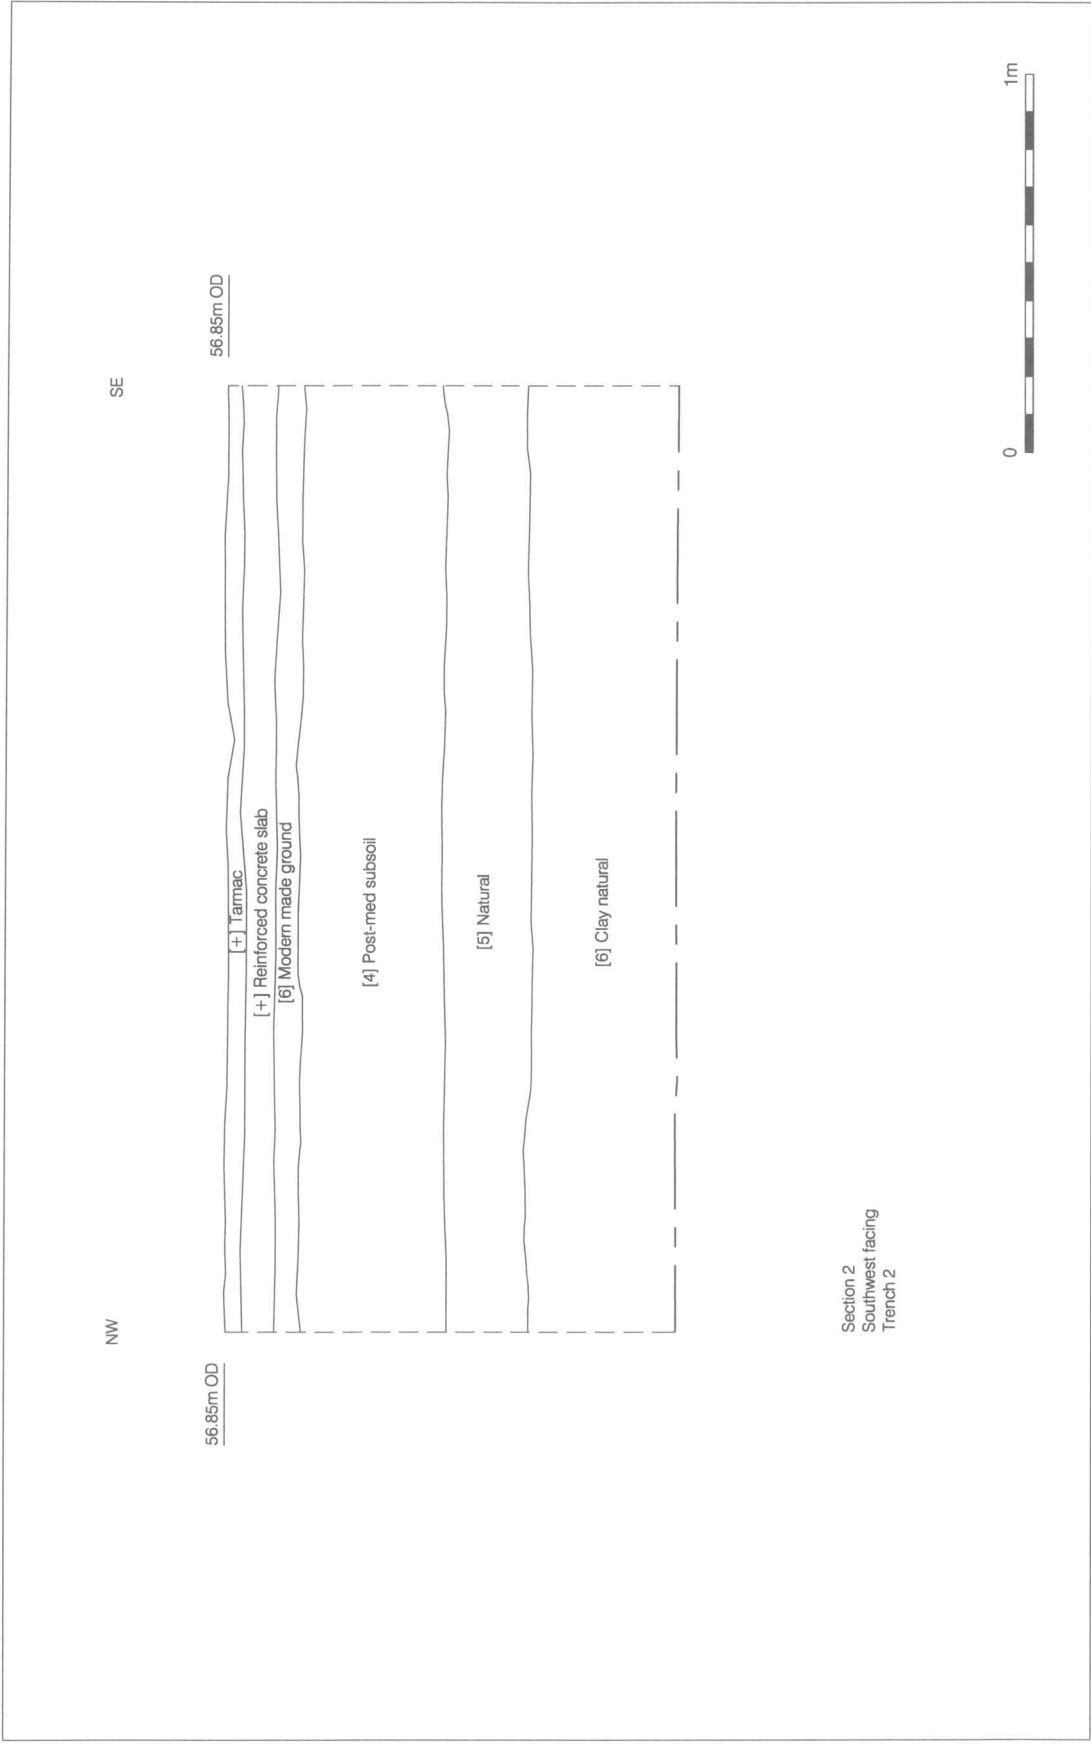 NW
SE
56.85m OD
56.85m OD
[+] Tarmac
[+] Reinforced concrete slab
[6] Modern made ground
[4] Post-med subsoil
[5] Natural
[6] Clay natural
Section 2
Southwest facing
Trench 2
0
1m